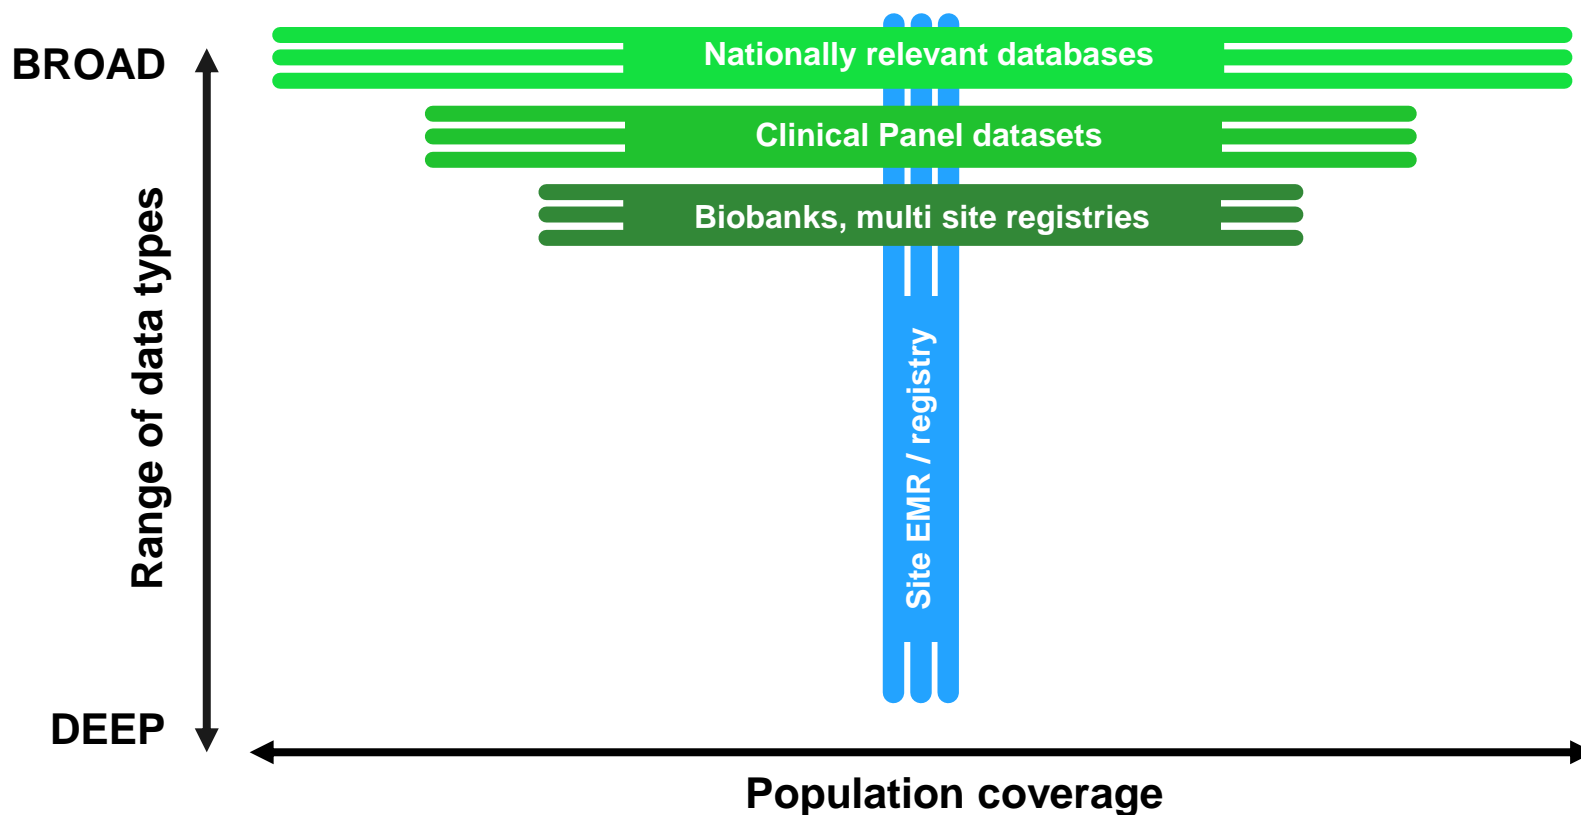 BROAD
Nationally relevant databases
Clinical Panel datasets
Biobanks, multi site registries
Range of data types
Site EMR / registry
DEEP
Population coverage